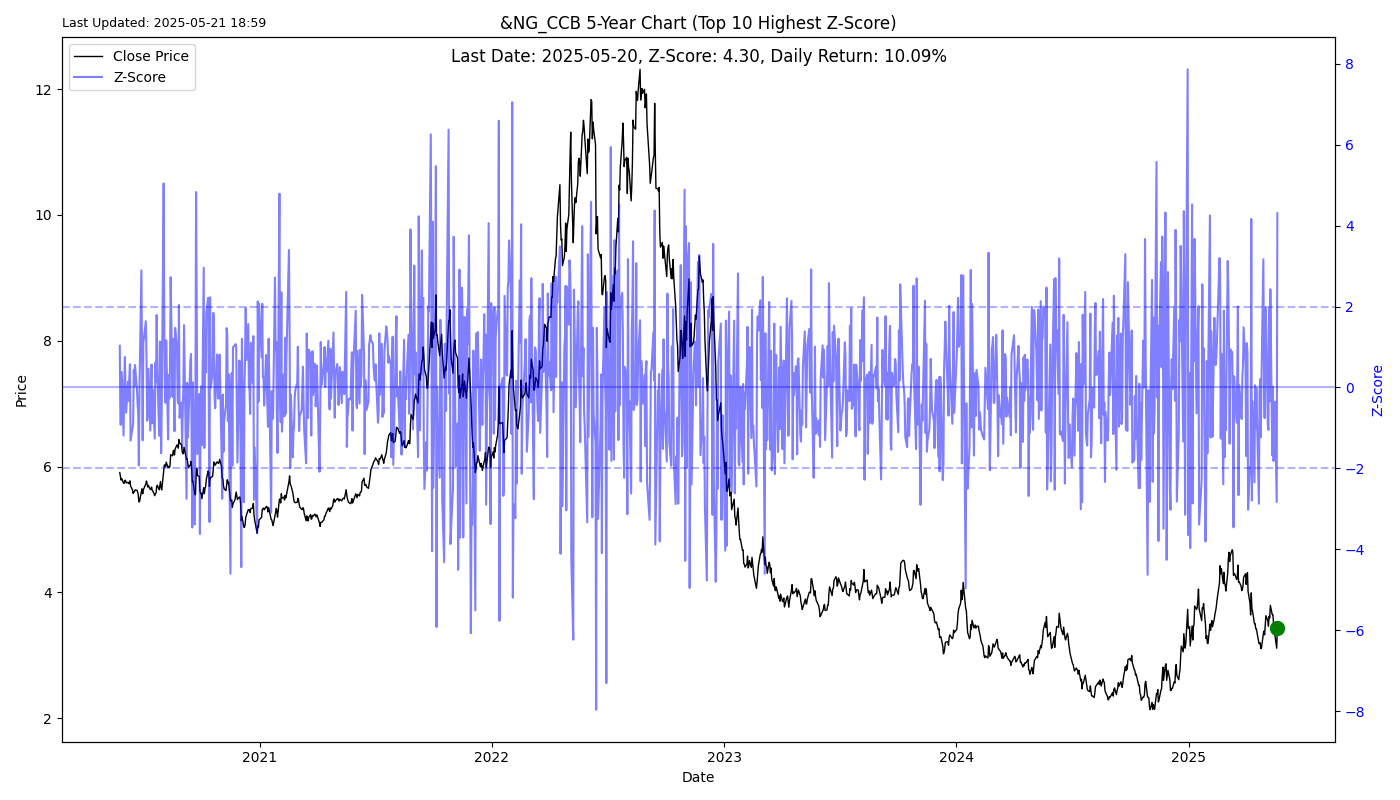 Last Updated: 2025-05-21 18:59
&NG_CCB 5-Year Chart (Top 10 Highest Z-Score)
Last Date: 2025-05-20, Z-Score: 4.30, Daily Return: 10.09%
Close Price
Z-Score
12
10
8
6
4
2
Price
8
6
4
2
0
−2
−4
−6
−8
Z-Score
2021
2022
2023
2024
2025
Date